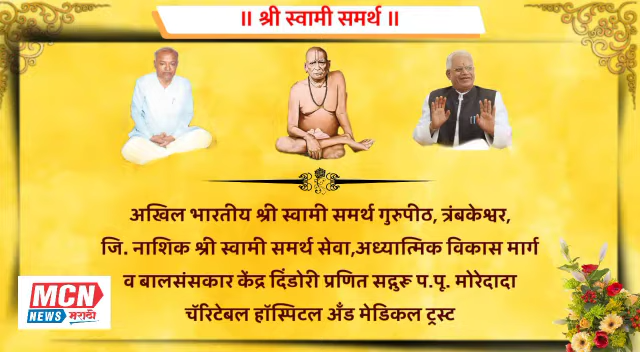 ॥ श्री स्वामी समर्थ ॥
अखिल भारतीय श्री स्वामी समर्थ गुरुपीठ, त्रंबकेश्वर,
जि. नाशिक श्री स्वामी समर्थ सेवा,अध्यात्मिक विकास मार्ग
व बालसंसकार केंद्र दिंडोरी प्रणित सद्गुरू प.पू. मोरेदादा
चॅरिटेबल हॉस्पिटल अँड मेडिकल ट्रस्ट
MCN
NEWS मराठी